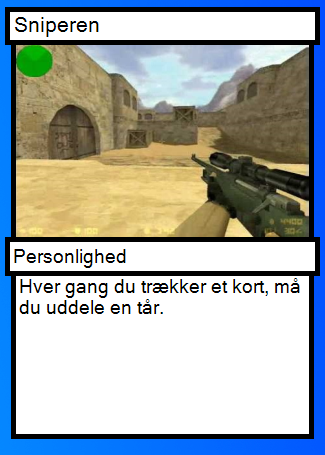 Sniperen
Personlighed
Hver gang du trækker et kort, må
du uddele en tår.